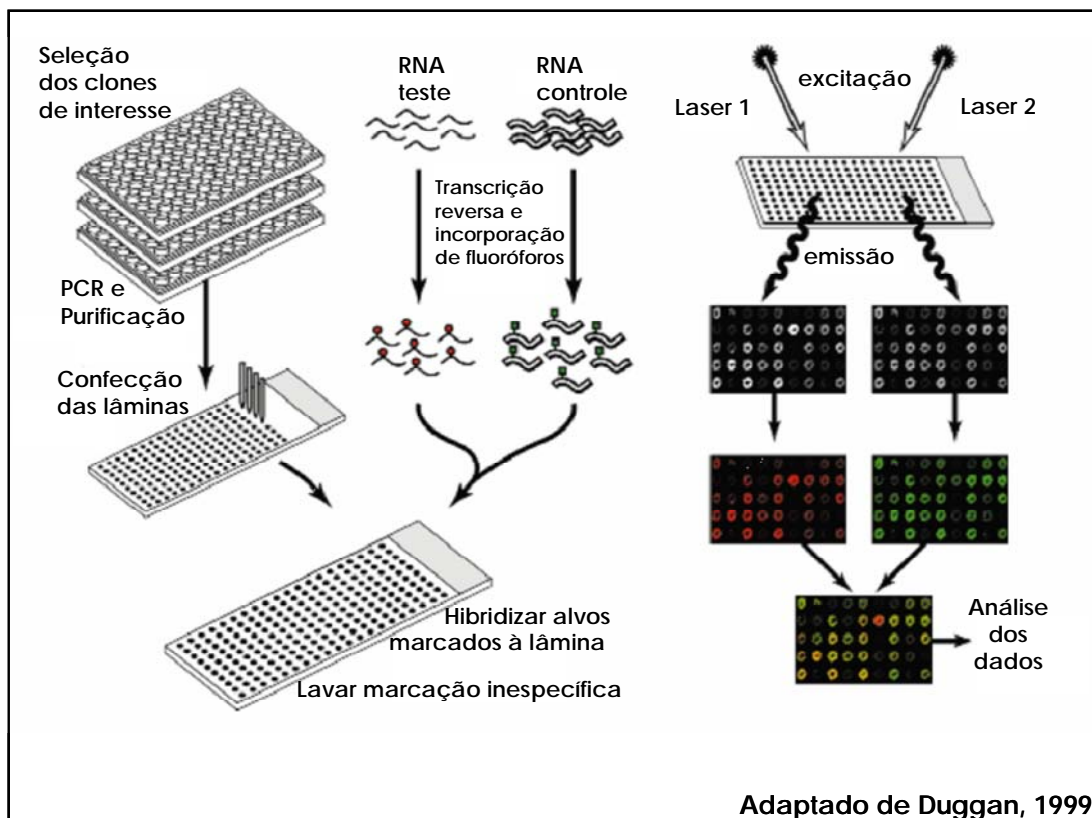 Seleção
dos clones
de interesse
PCR e
Purificação
Confecção
das lâminas
RNA
teste
RNA
controle
Transcrição
reversa e
incorporação
de fluoróforos
Hibridizar alvos
marcados à lâmina
Lavar marcação inespecífica
excitação
Laser 1
Laser 2
emissão
Análise
dos
dados
Adaptado de Duggan, 1999